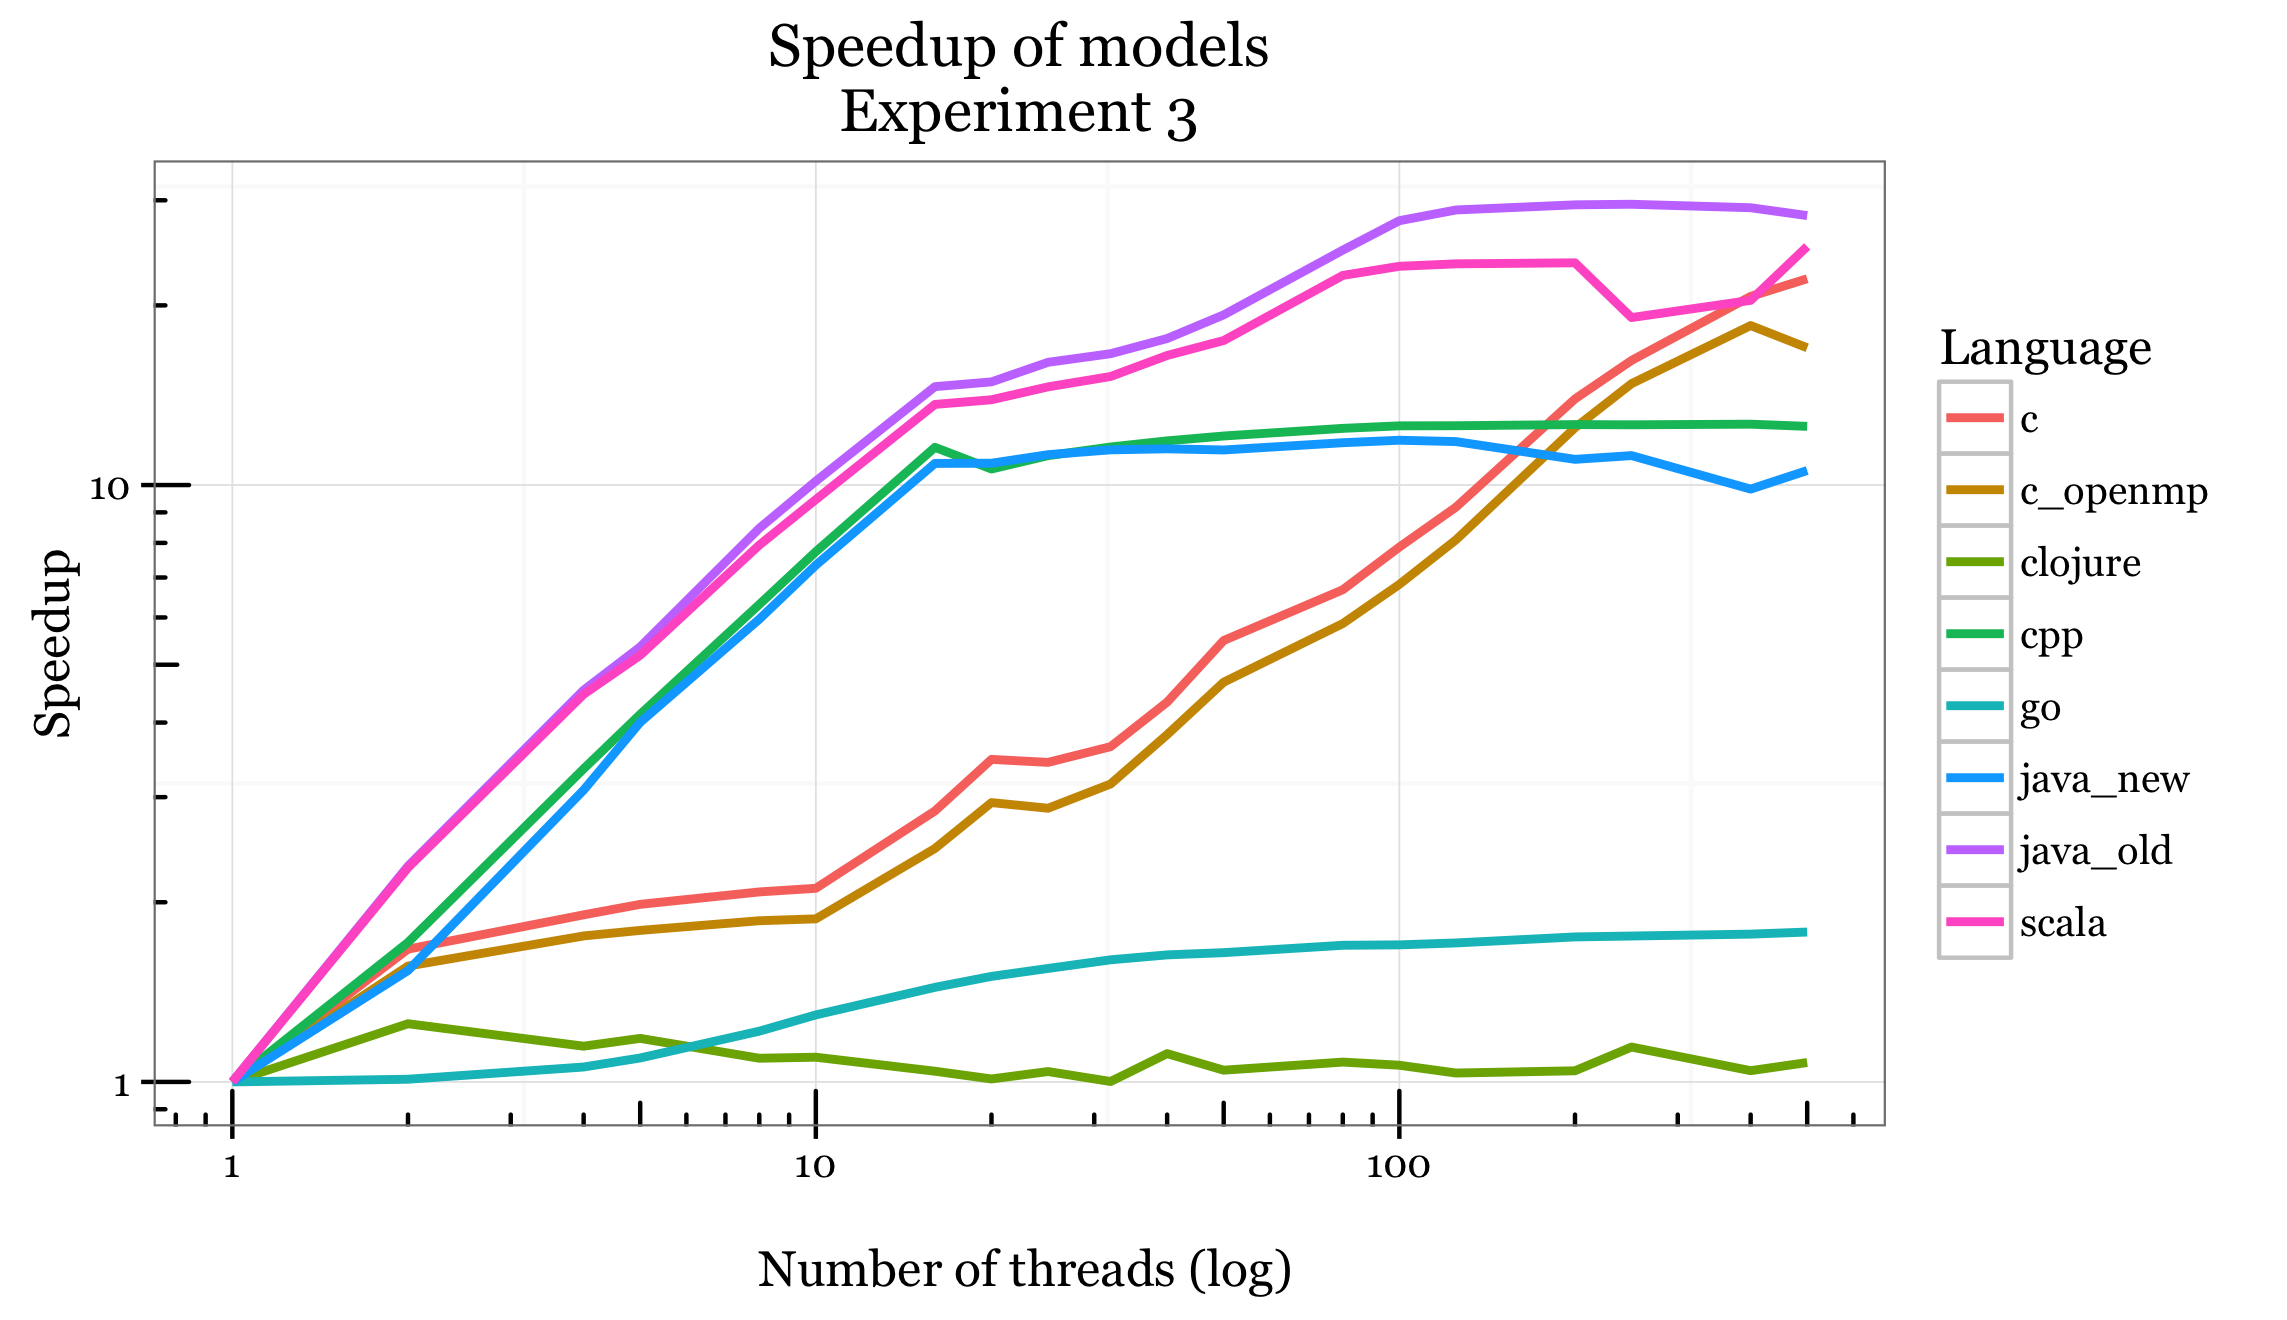 Speedup of models
Experiment 3
Speedup
10
1
1
10
100
Number of threads (log)
Language
c
c_openmp
clojure
cpp
go
java_new
java_old
scala